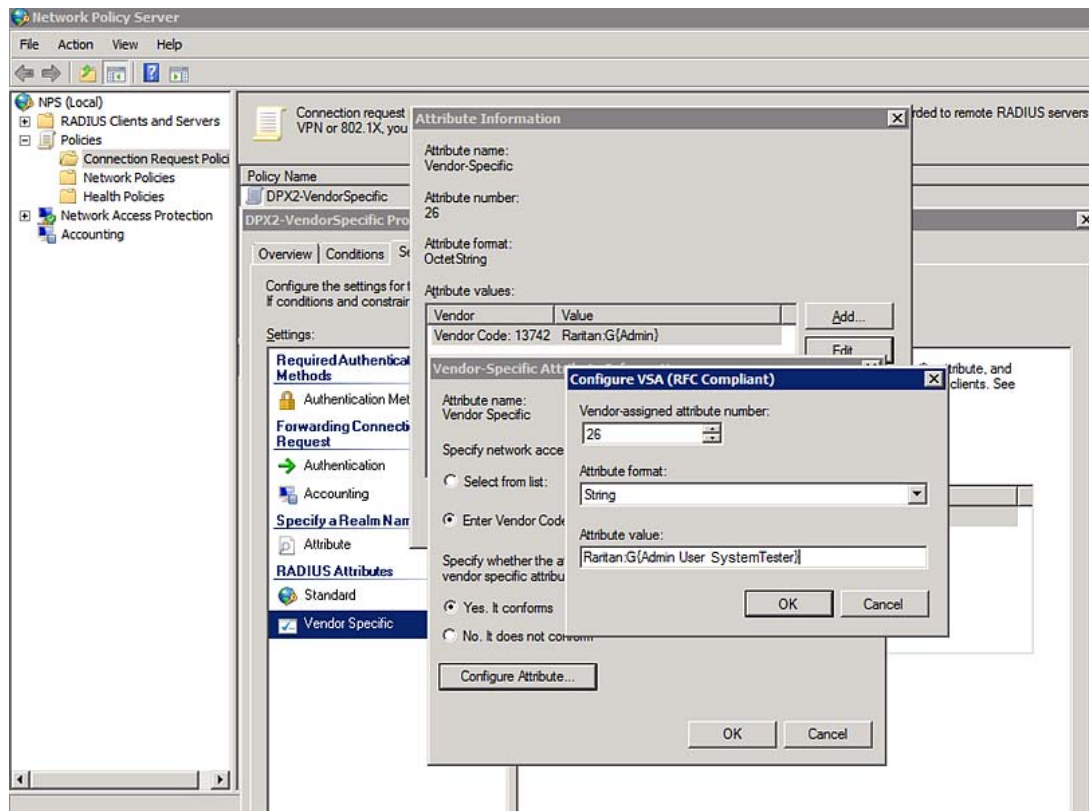 Network Policy Server
File Action View Help
NPS (Local)
RADIUS Clients and Servers
Policies
Connection Request Polici
Network Policies
Health Policies
Network Access Protection
Accounting
Connection request
VPN or 802.1X, you
rded to remote RADIUS servers
Policy Name
DPX2-VendorSpecific
DPX2-VendorSpecific Pro
Overview Conditions Se
Configure the settings for t
If conditions and constrain
Settings:
Required Authenticat
Methods
Authentication Met
Forwarding Connecti
Request
Authentication
Accounting
Specify a Realm Nam
Attribute
RADIUS Attributes
Standard
Vendor Specific
tribute, and
clients. See
Attribute Information
Attribute name:
Vendor-Specific
Attribute number:
26
Attribute format:
OctetString
Attribute values:
Vendor Value
Vendor Code: 13742 Raritan:G{Admin}
Add...
Edit
Vendor-Specific Att
Attribute name:
Vendor Specific
Specify network acce
Select from list:
Enter Vendor Code
Specify whether the a
vendor specific attribu
Yes. It conforms
No. It does not conform
Configure Attribute...
OK Cancel
Configure VSA (RFC Compliant)
Vendor-assigned attribute number:
26
Attribute format:
String
Attribute value:
Raritan:G{Admin User SystemTester}
OK Cancel